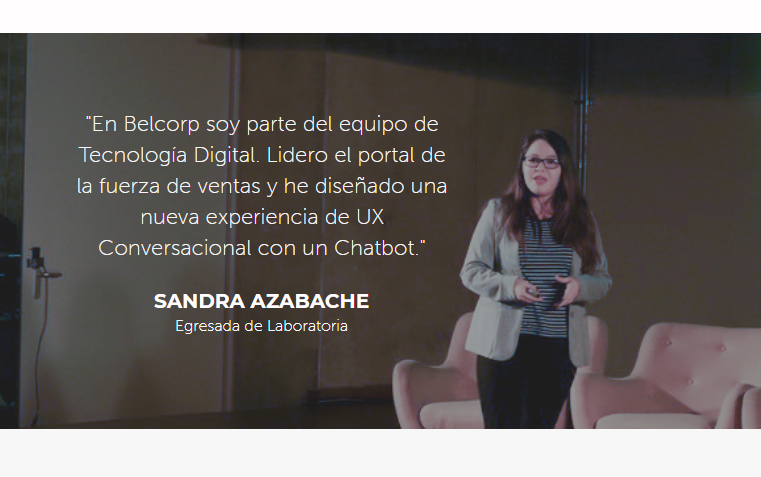 "En Belcorp soy parte del equipo de
Tecnología Digital. Lidero el portal de
la fuerza de ventas y he diseñado una
nueva experiencia de UX
Conversacional con un Chatbot."
SANDRA AZABACHE
Egresada de Laboratoria